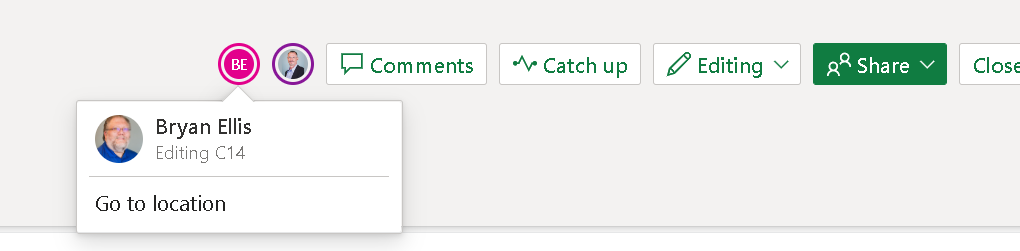 BE
Comments
Catch up
Editing
Share
Close
Bryan Ellis
Editing C14
Go to location